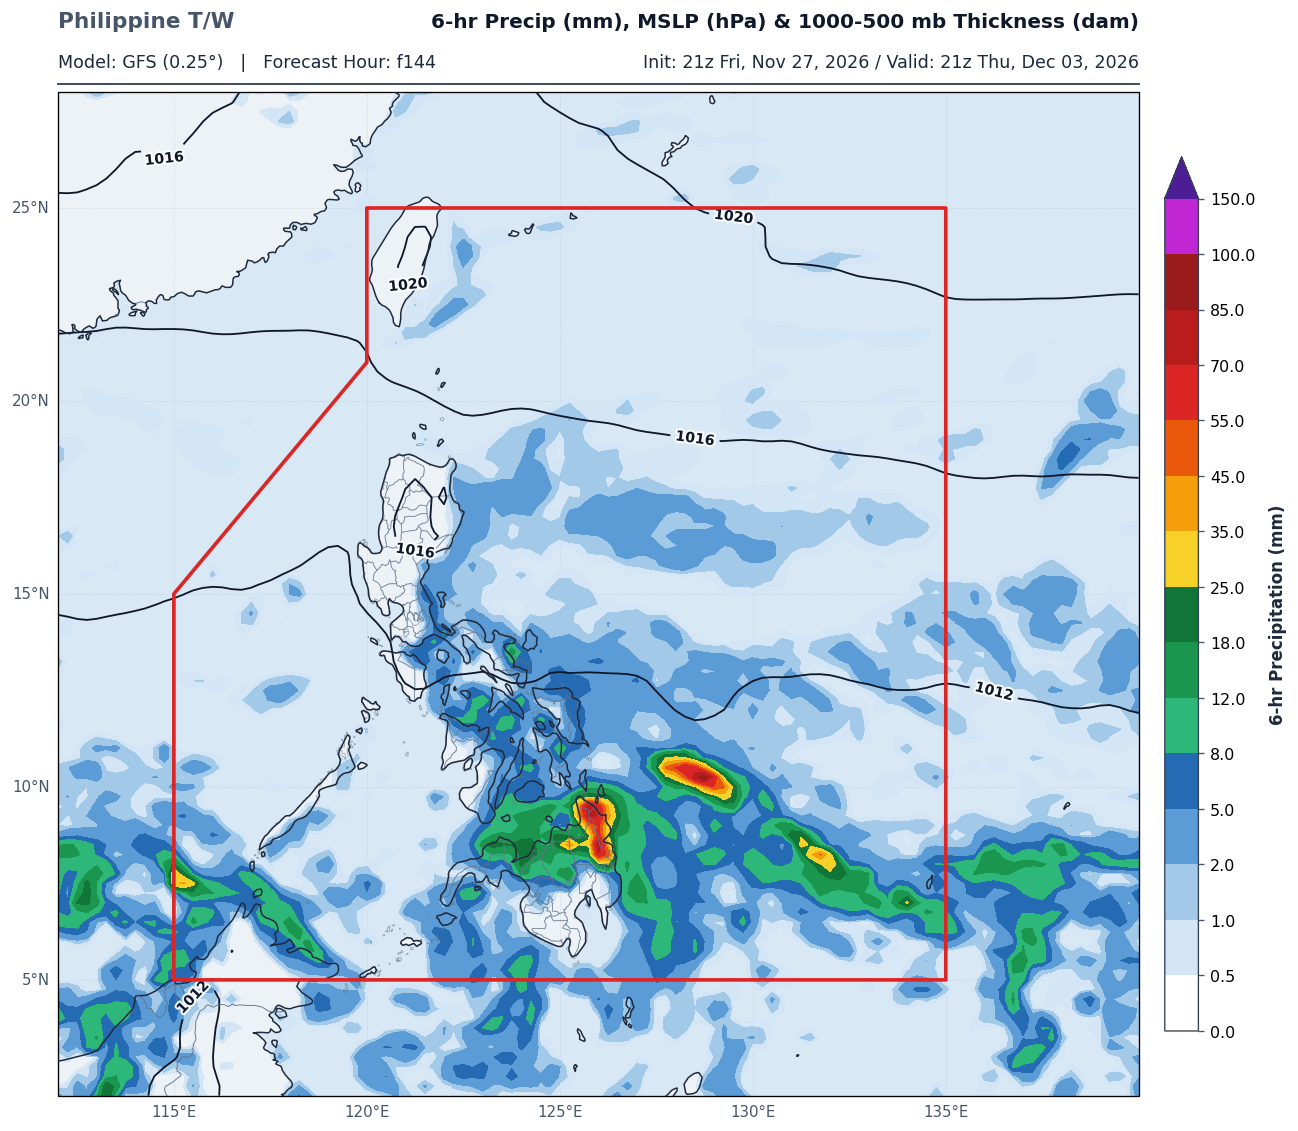 Philippine T/W
6-hr Precip (mm), MSLP (hPa) & 1000-500 mb Thickness (dam)
Model: GFS (0.25°) | Forecast Hour: f144
Init: 21z Fri, Nov 27, 2026 / Valid: 21z Thu, Dec 03, 2026
1016
1020
1020
1016
1016
1012
1012
25°N
20°N
15°N
10°N
5°N
115°E
120°E
125°E
130°E
135°E
150.0
100.0
85.0
70.0
55.0
45.0
35.0
25.0
18.0
12.0
8.0
5.0
2.0
1.0
0.5
0.0
6-hr Precipitation (mm)